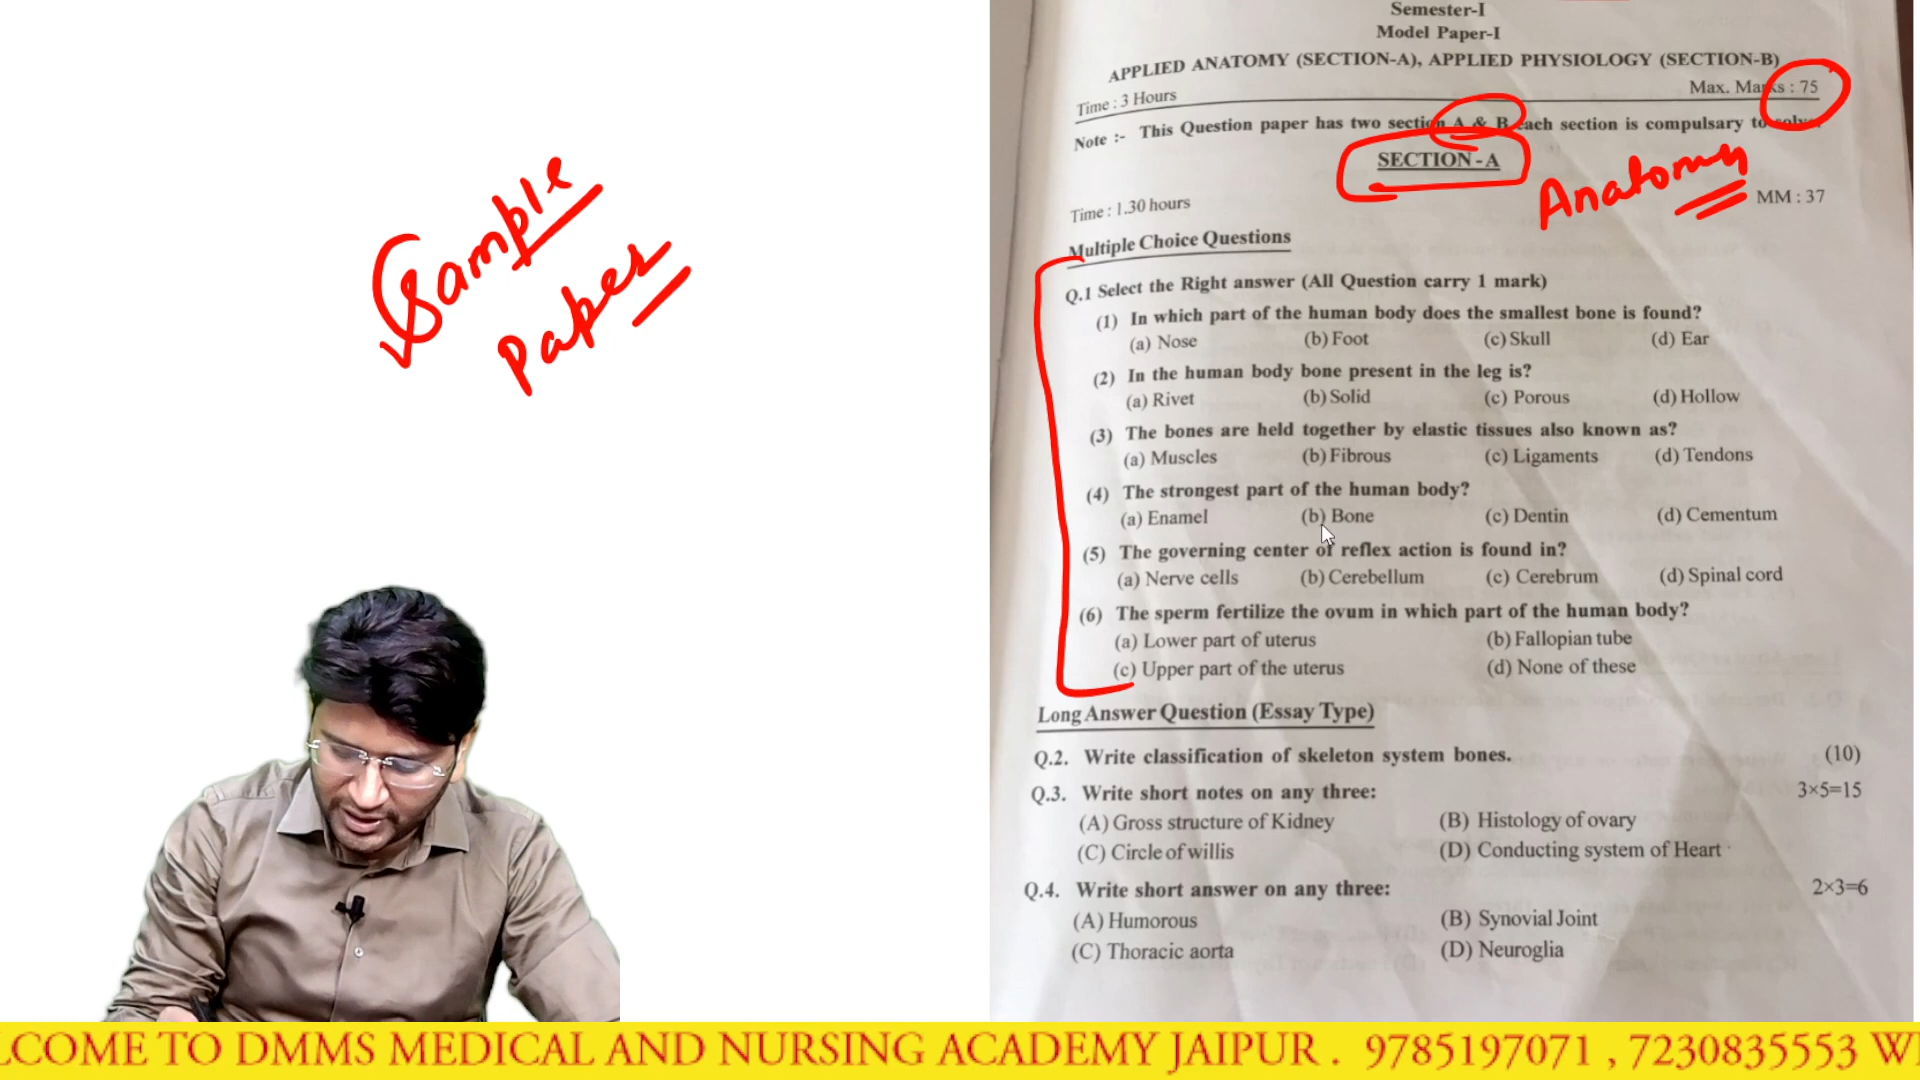 Sample
Paper
Semester-I
Model Paper-I
APPLIED ANATOMY (SECTION-A), APPLIED PHYSIOLOGY (SECTION-B)
Time : 3 Hours
Max. Marks : 75
Note :- This Question paper has two section A & B each section is compulsary to solve.
SECTION - A
Anatomy
Time : 1.30 hours
MM : 37
Multiple Choice Questions
Q.1 Select the Right answer (All Question carry 1 mark)
(1) In which part of the human body does the smallest bone is found?
(a) Nose (b) Foot (c) Skull (d) Ear
(2) In the human body bone present in the leg is?
(a) Rivet (b) Solid (c) Porous (d) Hollow
(3) The bones are held together by elastic tissues also known as?
(a) Muscles (b) Fibrous (c) Ligaments (d) Tendons
(4) The strongest part of the human body?
(a) Enamel (b) Bone (c) Dentin (d) Cementum
(5) The governing center of reflex action is found in?
(a) Nerve cells (b) Cerebellum (c) Cerebrum (d) Spinal cord
(6) The sperm fertilize the ovum in which part of the human body?
(a) Lower part of uterus (b) Fallopian tube
(c) Upper part of the uterus (d) None of these
Long Answer Question (Essay Type)
Q.2. Write classification of skeleton system bones. (10)
Q.3. Write short notes on any three: 3×5=15
(A) Gross structure of Kidney (B) Histology of ovary
(C) Circle of willis (D) Conducting system of Heart
Q.4. Write short answer on any three: 2×3=6
(A) Humorous (B) Synovial Joint
(C) Thoracic aorta (D) Neuroglia
LCOME TO DMMS MEDICAL AND NURSING ACADEMY JAIPUR . 9785197071 , 7230835553 W